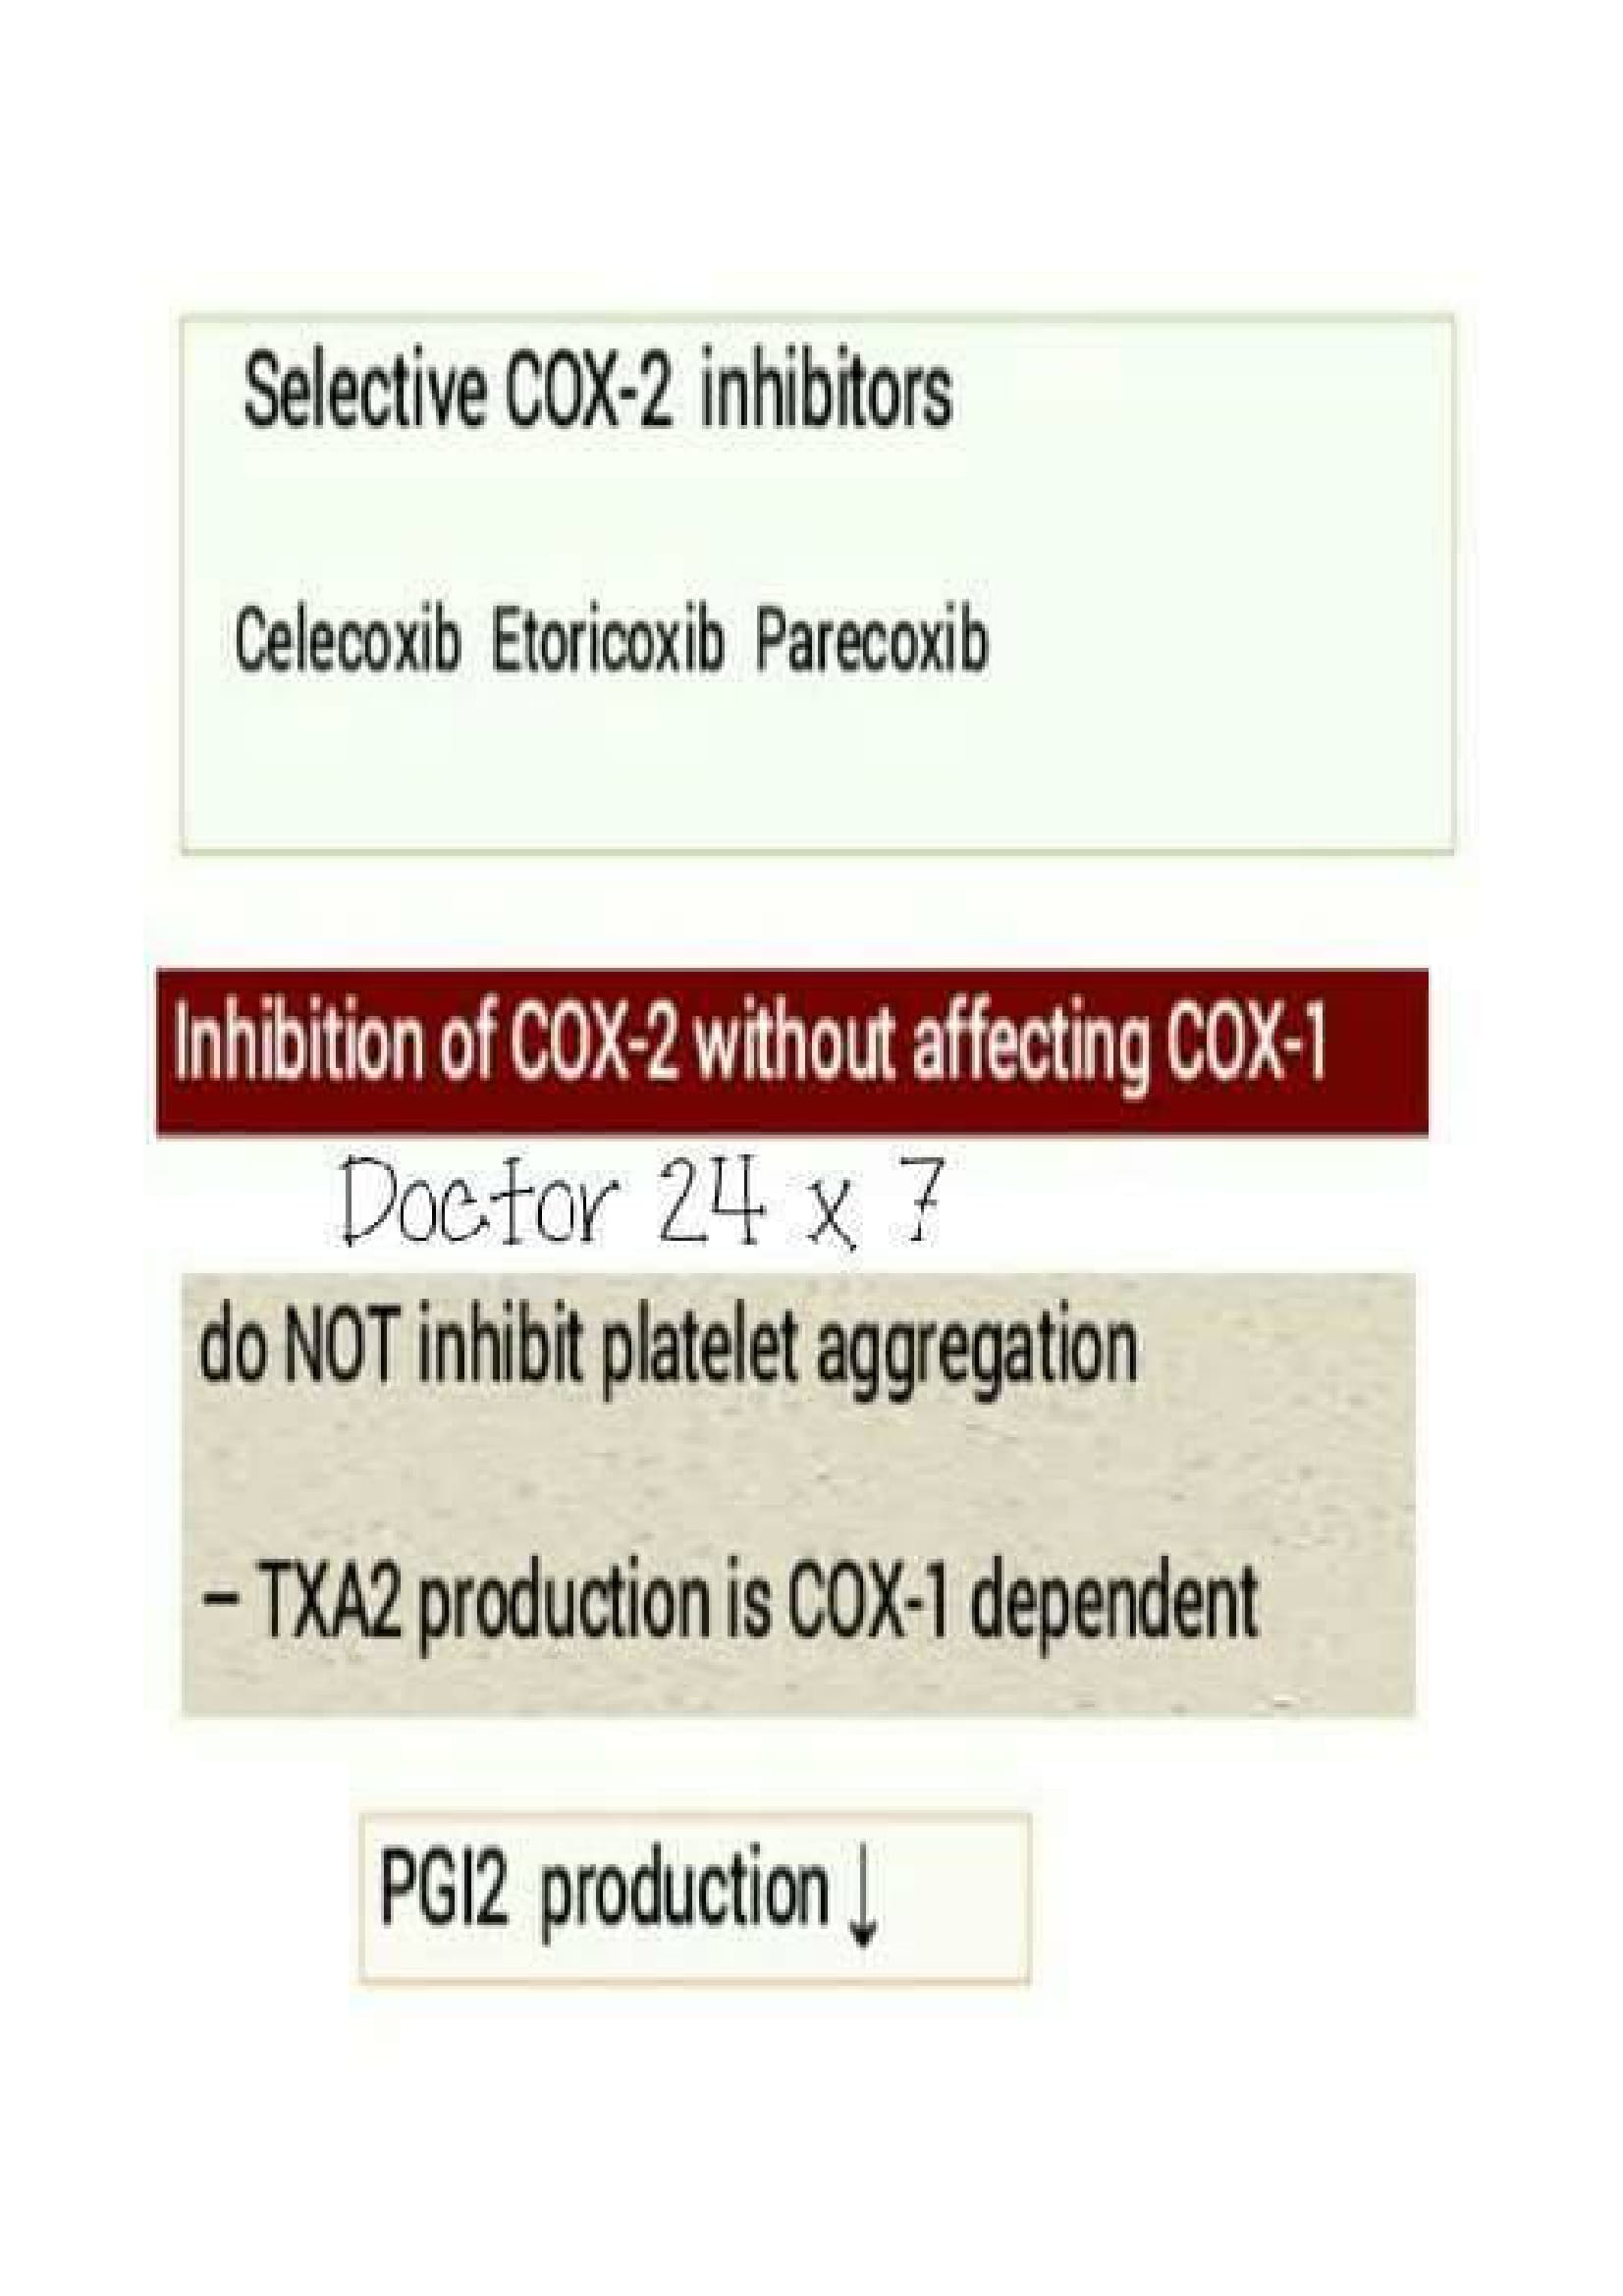 Selective COX-2 inhibitors
Celecoxib Etoricoxib Parecoxib
Inhibition of COX-2 without affecting COX-1
Doctor 24 x 7
do NOT inhibit platelet aggregation
– TXA2 production is COX-1 dependent
PGI2 production ↓